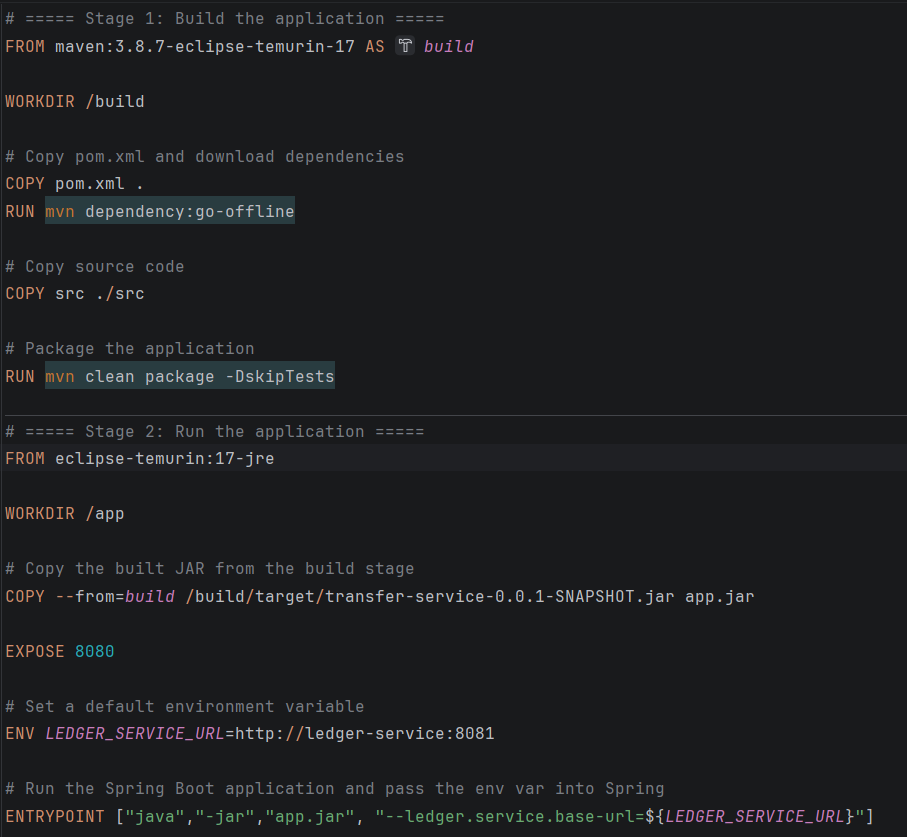 # ===== Stage 1: Build the application =====
FROM maven:3.8.7-eclipse-temurin-17 AS build
WORKDIR /build
# Copy pom.xml and download dependencies
COPY pom.xml .
RUN mvn dependency:go-offline
# Copy source code
COPY src ./src
# Package the application
RUN mvn clean package -DskipTests
# ===== Stage 2: Run the application =====
FROM eclipse-temurin:17-jre
WORKDIR /app
# Copy the built JAR from the build stage
COPY --from=build /build/target/transfer-service-0.0.1-SNAPSHOT.jar app.jar
EXPOSE 8080
# Set a default environment variable
ENV LEDGER_SERVICE_URL=http://ledger-service:8081
# Run the Spring Boot application and pass the env var into Spring
ENTRYPOINT ["java","-jar","app.jar", "--ledger.service.base-url=${LEDGER_SERVICE_URL}"]